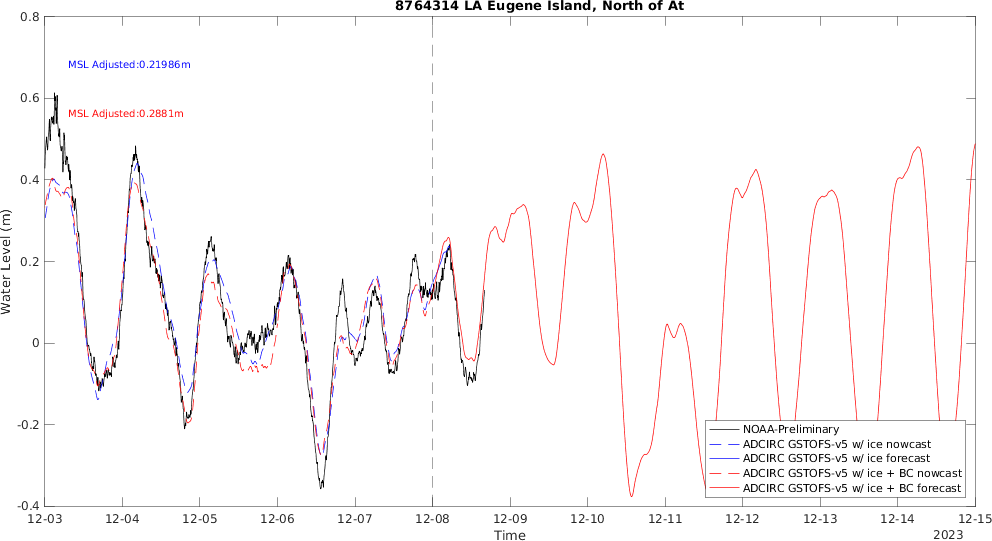 8764314 LA Eugene Island, North of At
MSL Adjusted:0.21986m
MSL Adjusted:0.2881m
Water Level (m)
0.8
0.6
0.4
0.2
0
-0.2
-0.4
NOAA-Preliminary
ADCIRC GSTOFS-v5 w/ ice nowcast
ADCIRC GSTOFS-v5 w/ ice forecast
ADCIRC GSTOFS-v5 w/ ice + BC nowcast
ADCIRC GSTOFS-v5 w/ ice + BC forecast
12-03 12-04 12-05 12-06 12-07 12-08 12-09 12-10 12-11 12-12 12-13 12-14 12-15
Time
2023